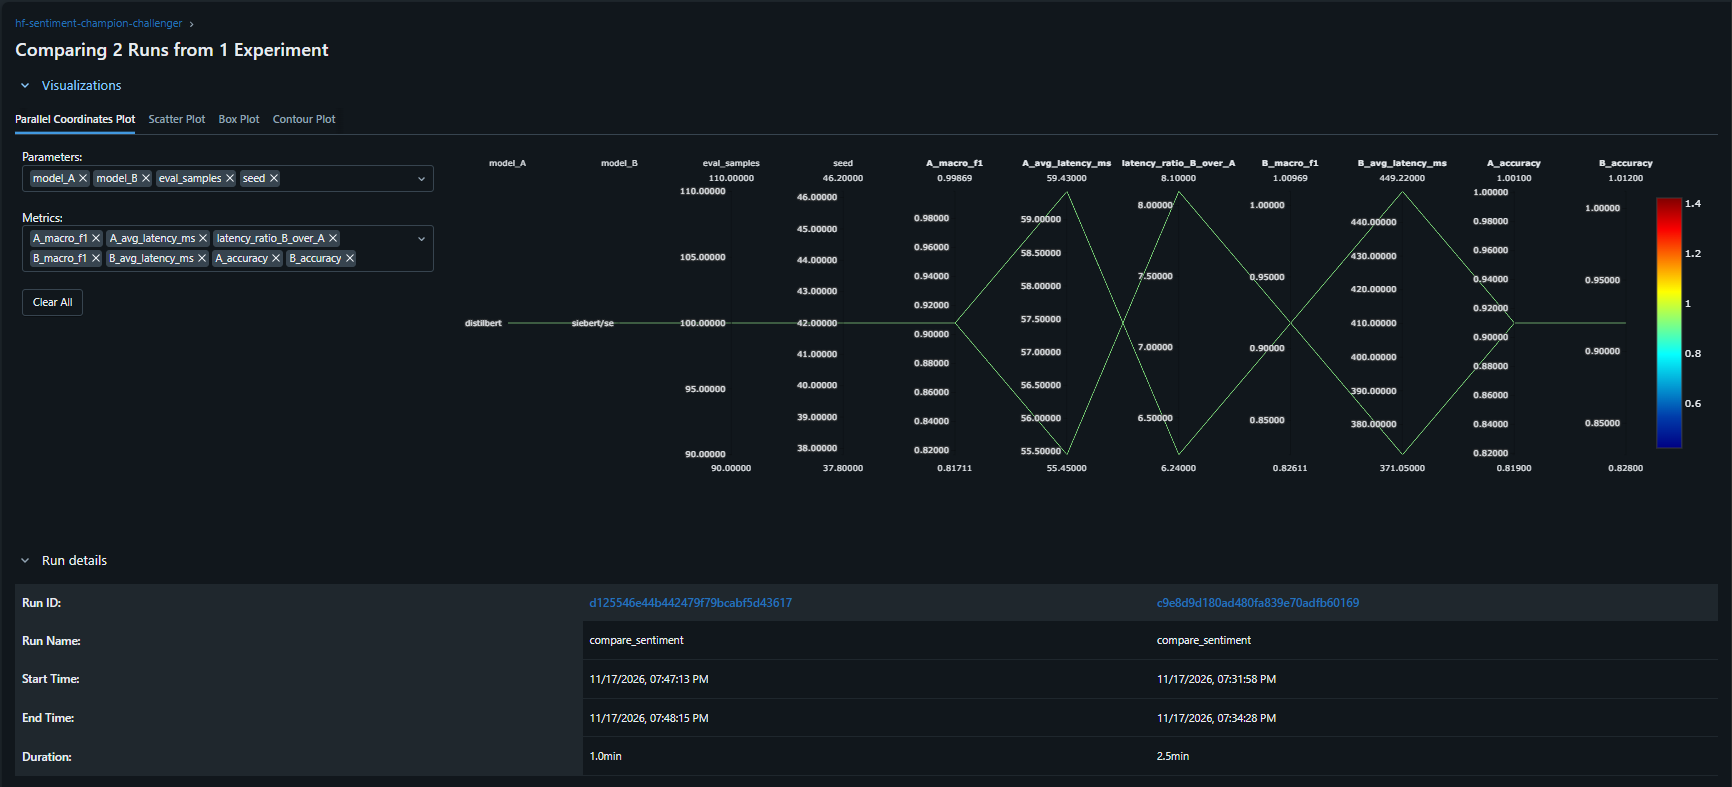 hf-sentiment-champion-challenger ›
Comparing 2 Runs from 1 Experiment
Visualizations
Parallel Coordinates Plot Scatter Plot Box Plot Contour Plot
Parameters:
model_A × model_B × eval_samples × seed ×
Metrics:
A_macro_f1 × A_avg_latency_ms × latency_ratio_B_over_A ×
B_macro_f1 × B_avg_latency_ms × A_accuracy × B_accuracy ×
Clear All
model_A
distilbert
model_B
siebert/se
eval_samples
110.00000
110.00000
105.00000
100.00000
95.00000
90.00000
90.00000
seed
46.20000
46.00000
45.00000
44.00000
43.00000
42.00000
41.00000
40.00000
39.00000
38.00000
37.80000
A_macro_f1
0.99869
0.98000
0.96000
0.94000
0.92000
0.90000
0.88000
0.86000
0.84000
0.82000
0.81711
A_avg_latency_ms
59.43000
59.00000
58.50000
58.00000
57.50000
57.00000
56.50000
56.00000
55.50000
55.45000
latency_ratio_B_over_A
8.10000
8.00000
7.50000
7.00000
6.50000
6.24000
B_macro_f1
1.00969
1.00000
0.95000
0.90000
0.85000
0.82611
B_avg_latency_ms
449.22000
440.00000
430.00000
420.00000
410.00000
400.00000
390.00000
380.00000
371.05000
A_accuracy
1.00100
1.00000
0.98000
0.96000
0.94000
0.92000
0.90000
0.88000
0.86000
0.84000
0.82000
0.81900
B_accuracy
1.01200
1.00000
0.95000
0.90000
0.85000
0.82800
1.4
1.2
1
0.8
0.6
Run details
Run ID: d125546e44b442479f79bcabf5d43617 c9e8d9d180ad480fa839e70adfb60169
Run Name: compare_sentiment compare_sentiment
Start Time: 11/17/2026, 07:47:13 PM 11/17/2026, 07:31:58 PM
End Time: 11/17/2026, 07:48:15 PM 11/17/2026, 07:34:28 PM
Duration: 1.0min 2.5min